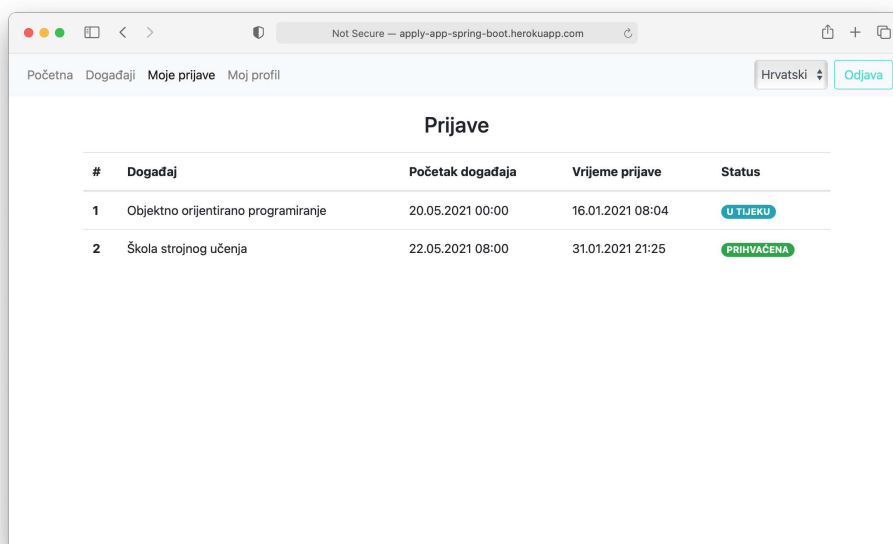 Not Secure — apply-app-spring-boot.herokuapp.com
Početna Događaji Moje prijave Moj profil Hrvatski Odjava
Prijave
# Događaj Početak događaja Vrijeme prijave Status
1 Objektno orijentirano programiranje 20.05.2021 00:00 16.01.2021 08:04 U TIJEKU
2 Škola strojnog učenja 22.05.2021 08:00 31.01.2021 21:25 PRIHVAĆENA